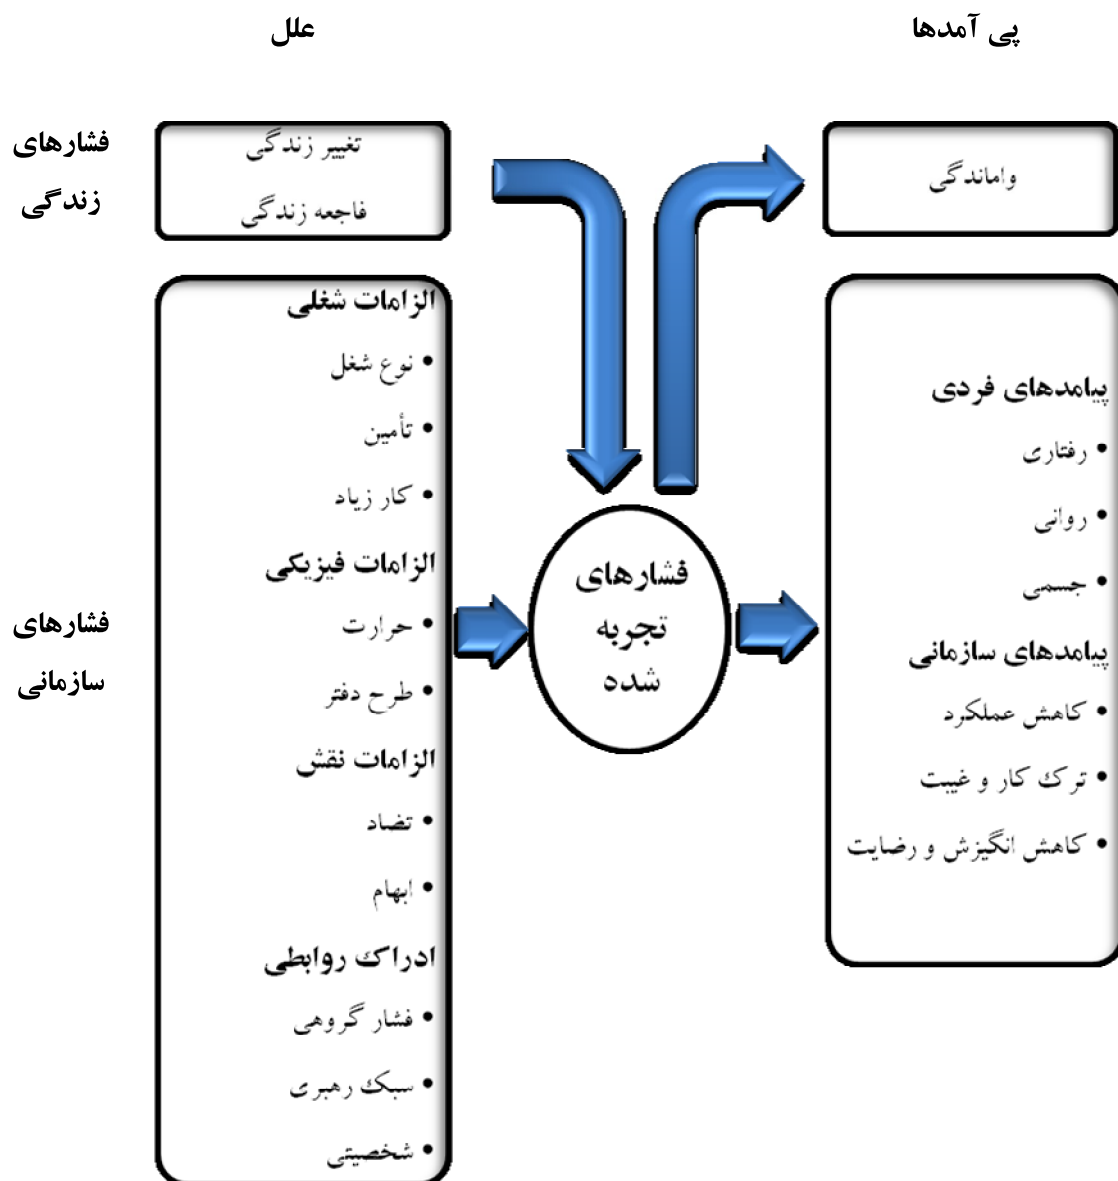 علل
پی آمدها
فشارهای
زندگی
تغییر زندگی
فاجعه زندگی
واماندگی
فشارهای
سازمانی
الزامات شغلی
• نوع شغل
• تأمین
• کار زیاد
الزامات فیزیکی
• حرارت
• طرح دفتر
الزامات نقش
• تضاد
• ابهام
ادراک روابطی
• فشار گروهی
• سبک رهبری
• شخصیتی
فشارهای
تجربه
شده
پیامدهای فردی
• رفتاری
• روانی
• جسمی
پیامدهای سازمانی
• کاهش عملکرد
• ترک کار و غیبت
• کاهش انگیزش و رضایت